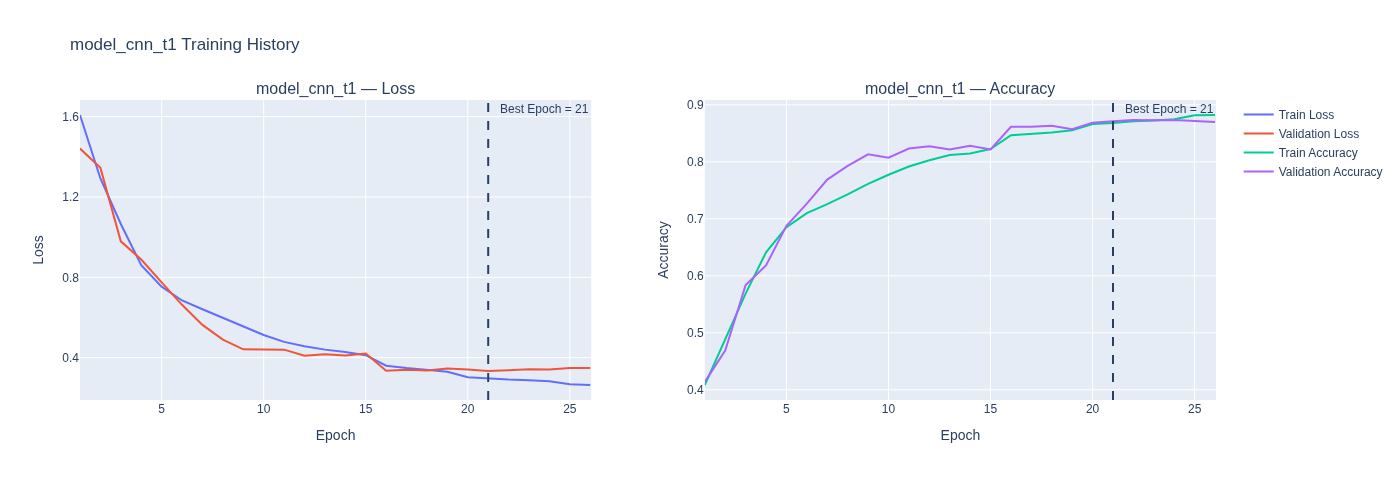 model_cnn_t1 Training History
model_cnn_t1 — Loss
Best Epoch = 21
1.6
1.2
0.8
0.4
Loss
5
10
15
20
25
Epoch
model_cnn_t1 — Accuracy
Best Epoch = 21
0.9
0.8
0.7
0.6
0.5
0.4
Accuracy
5
10
15
20
25
Epoch
Train Loss
Validation Loss
Train Accuracy
Validation Accuracy